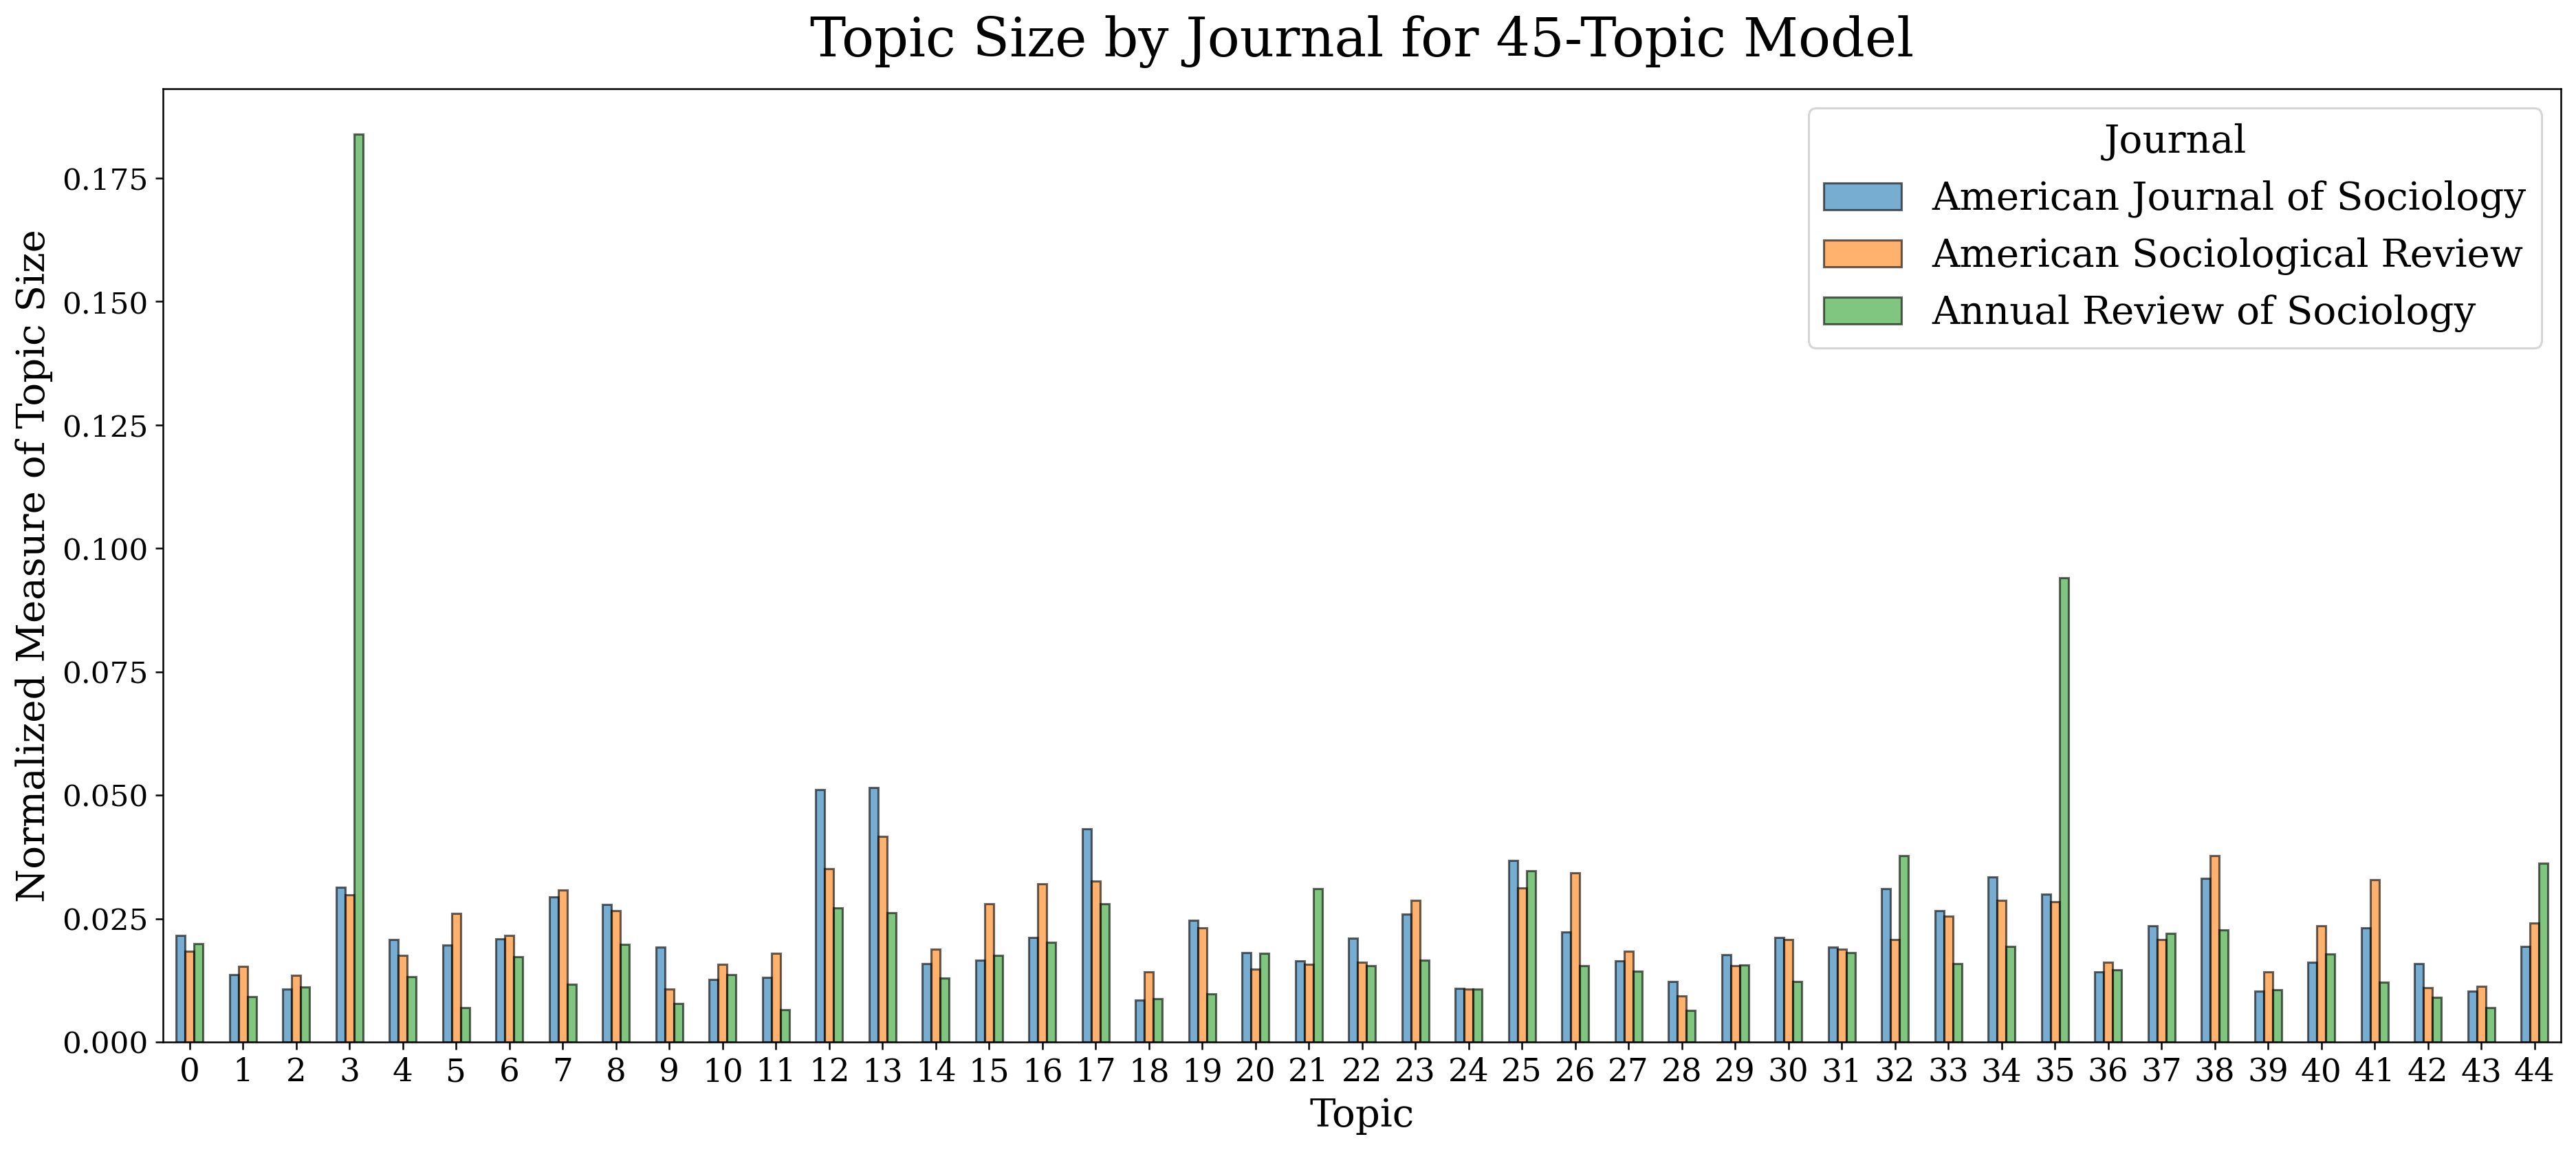 Topic Size by Journal for 45-Topic Model
Journal
American Journal of Sociology
American Sociological Review
Annual Review of Sociology
Normalized Measure of Topic Size
0.175
0.150
0.125
0.100
0.075
0.050
0.025
0.000
0 1 2 3 4 5 6 7 8 9 10 11 12 13 14 15 16 17 18 19 20 21 22 23 24 25 26 27 28 29 30 31 32 33 34 35 36 37 38 39 40 41 42 43 44
Topic